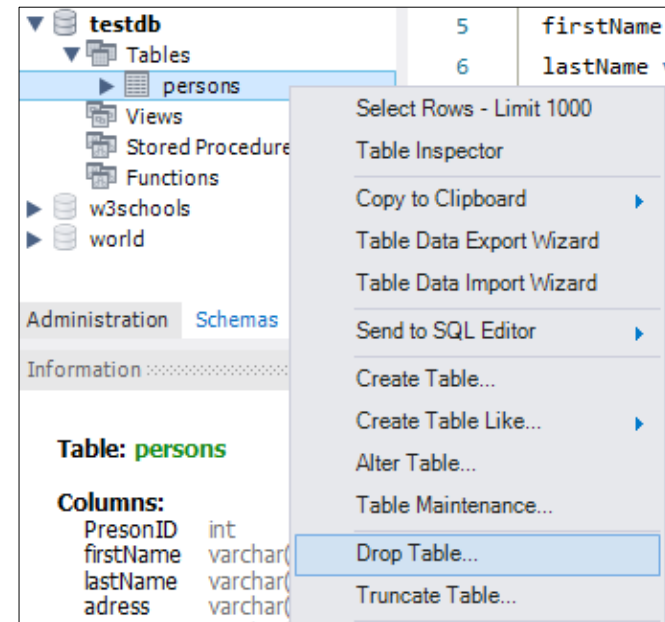 testdb
Tables
persons
Views
Stored Procedure
Functions
w3schools
world
Administration Schemas
Information
Table: persons
Columns:
PresonID int
firstName varchar(
lastName varchar(
adress varchar(
5 firstName
6 lastName v
Select Rows - Limit 1000
Table Inspector
Copy to Clipboard
Table Data Export Wizard
Table Data Import Wizard
Send to SQL Editor
Create Table...
Create Table Like...
Alter Table...
Table Maintenance...
Drop Table...
Truncate Table...